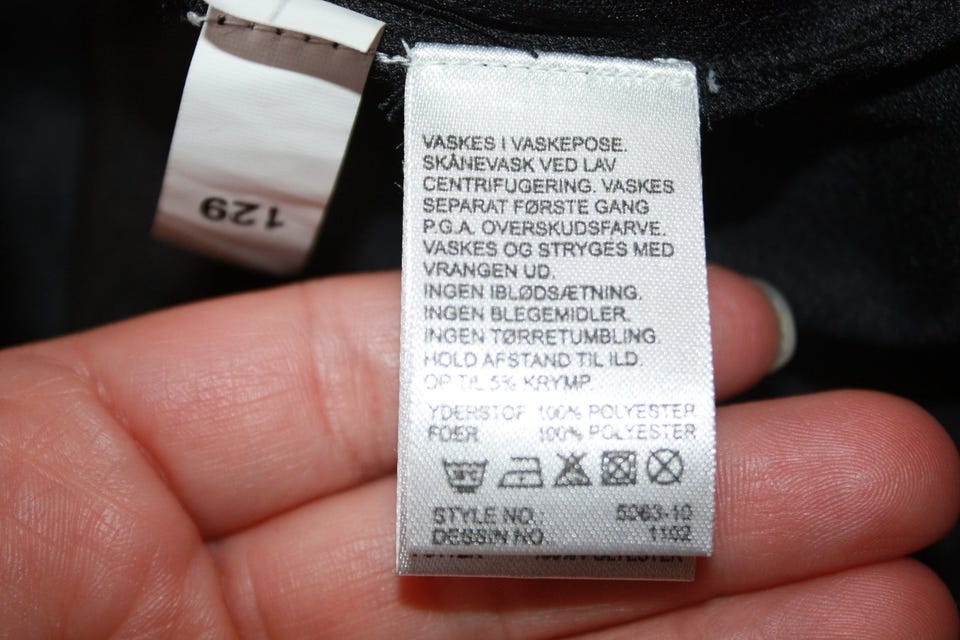 129
VASKES I VASKEPOSE.
SKÅNEVASK VED LAV
CENTRIFUGERING. VASKES
SEPARAT FØRSTE GANG
P.G.A. OVERSKUDSFARVE.
VASKES OG STRYGES MED
VRANGEN UD.
INGEN IBLØDSÆTNING.
INGEN BLEGEMIDLER.
INGEN TØRRETUMBLING.
HOLD AFSTAND TIL ILD.
OP TIL 5% KRYMP.
YDERSTOF 100% POLYESTER
FOER 100% POLYESTER
STYLE NO. 5363-10
DESSIN NO. 1102